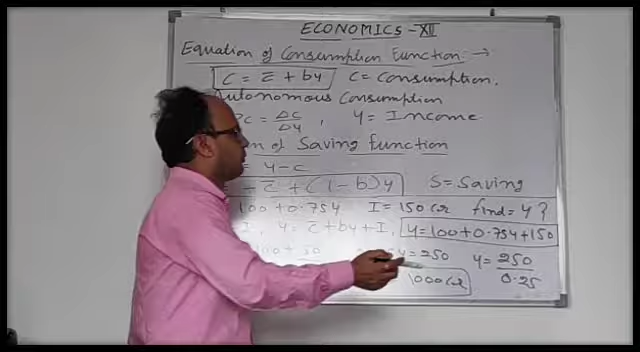 ECONOMICS - XII
Equation of Consumption Function :→
C = c̄ + by C = Consumption.
Autonomous Consumption
PC = ΔC/Δy , y = Income
of Saving function
= y - c
- c̄ + (1 - b) y S = Saving
100 + 0.75y I = 150 Cr find = y ?
I, y = c̄ + by + I, y = 100 + 0.75y + 150
y = 250 y = 250/0.25
1000 Cr